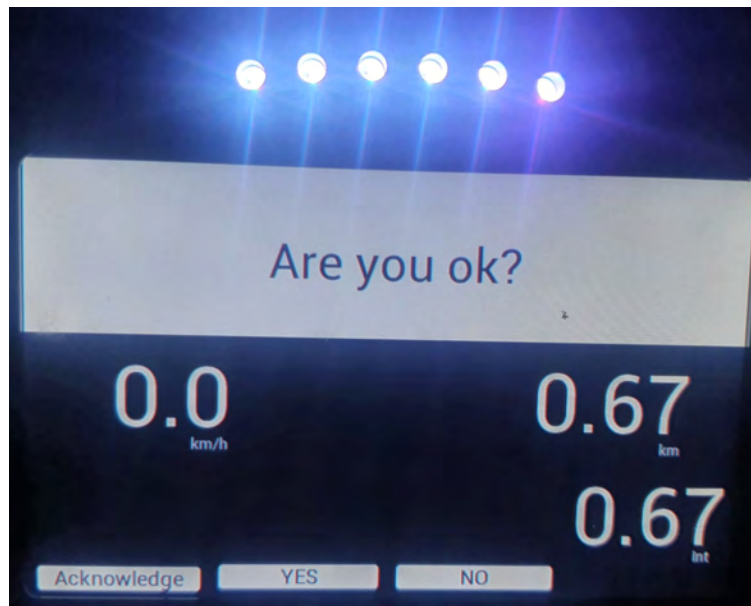 Are you ok?
0.0
km/h
0.67
km
0.67
Int
Acknowledge YES NO